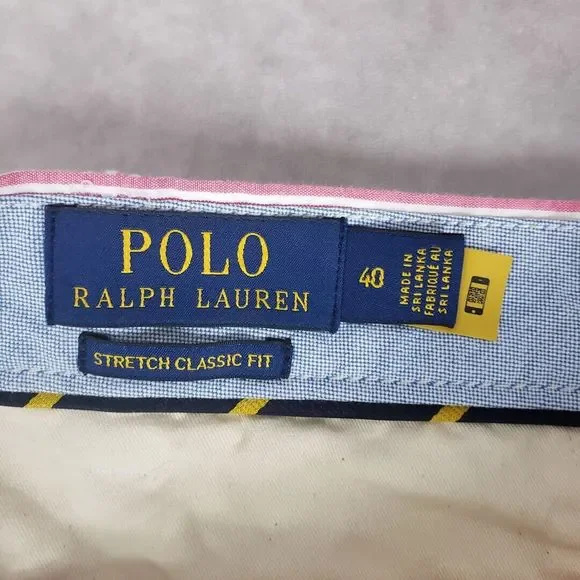 POLO
RALPH LAUREN
STRETCH CLASSIC FIT
40
MADE IN
SRI LANKA
FABRIQUÉ AU
SRI LANKA